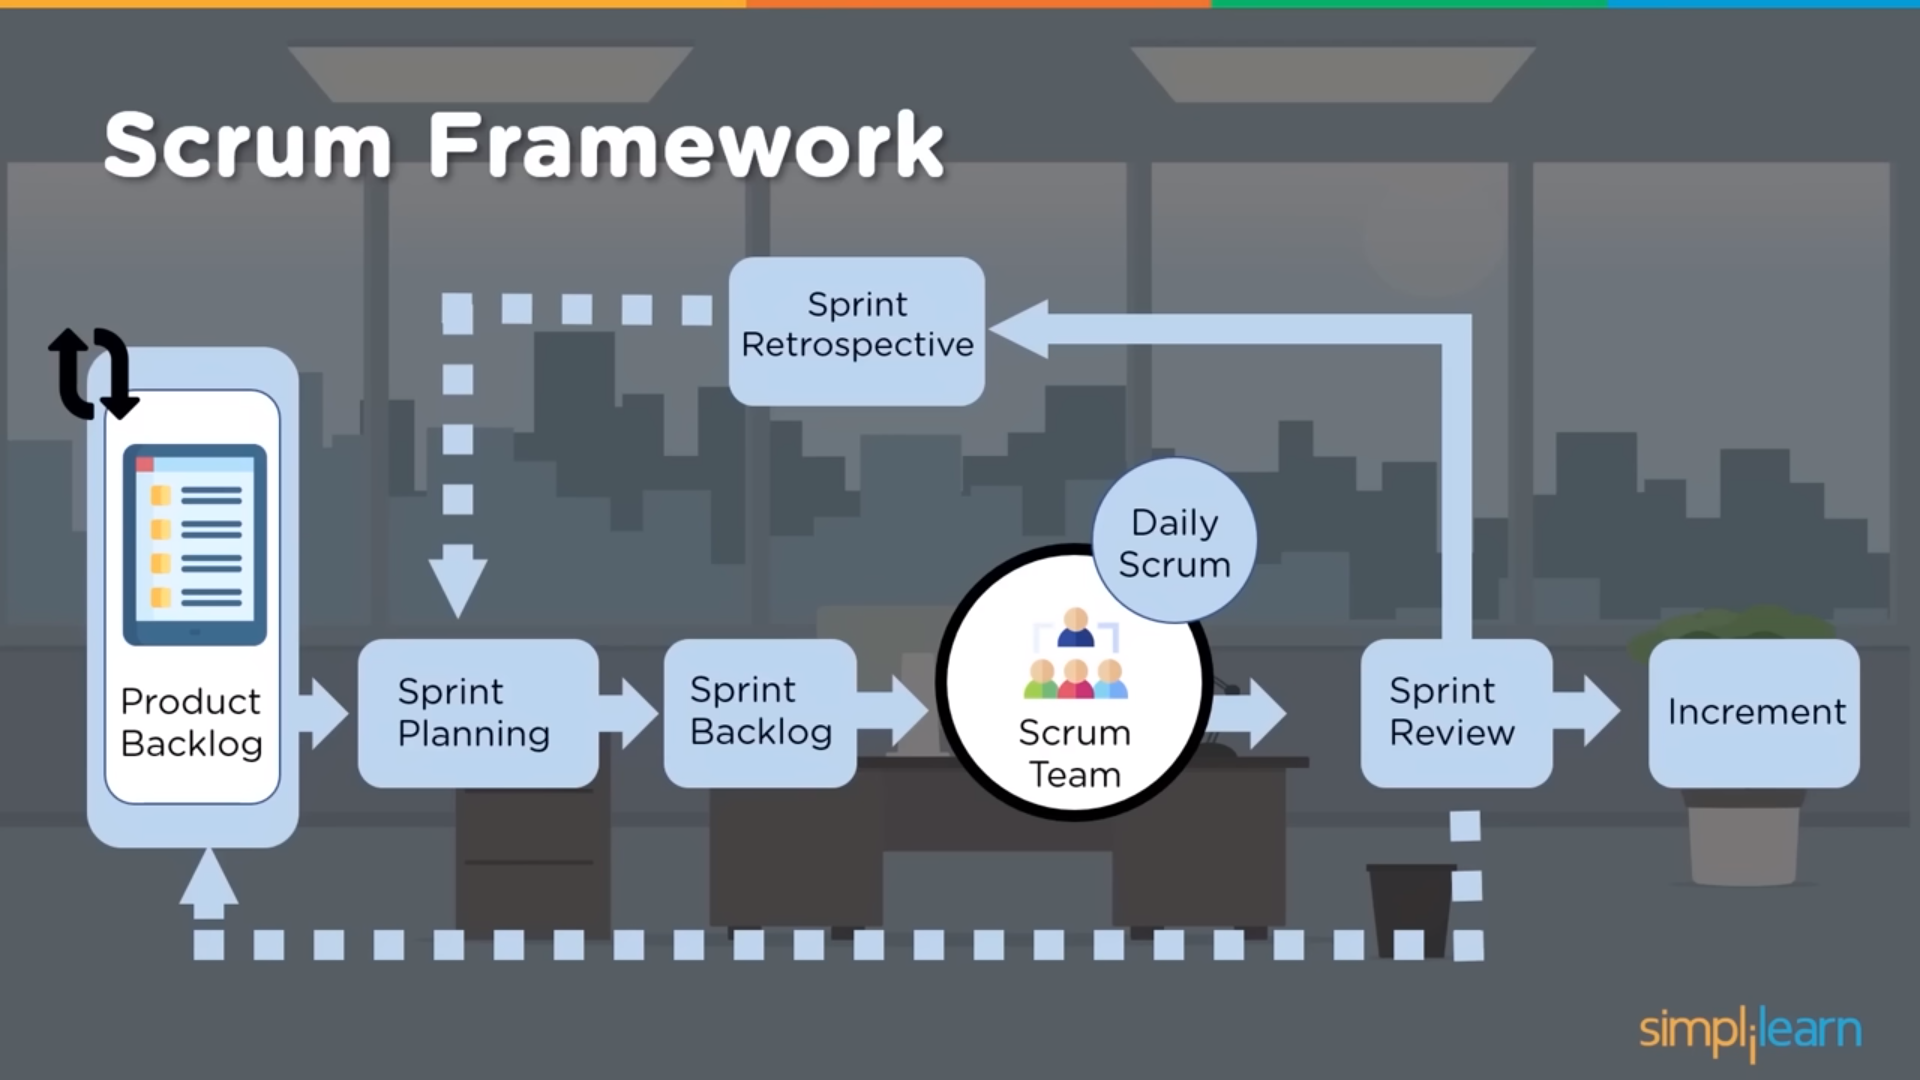 Scrum Framework
Sprint
Retrospective
Daily
Scrum
Product
Backlog
Sprint
Planning
Sprint
Backlog
Scrum
Team
Sprint
Review
Increment
simplilearn